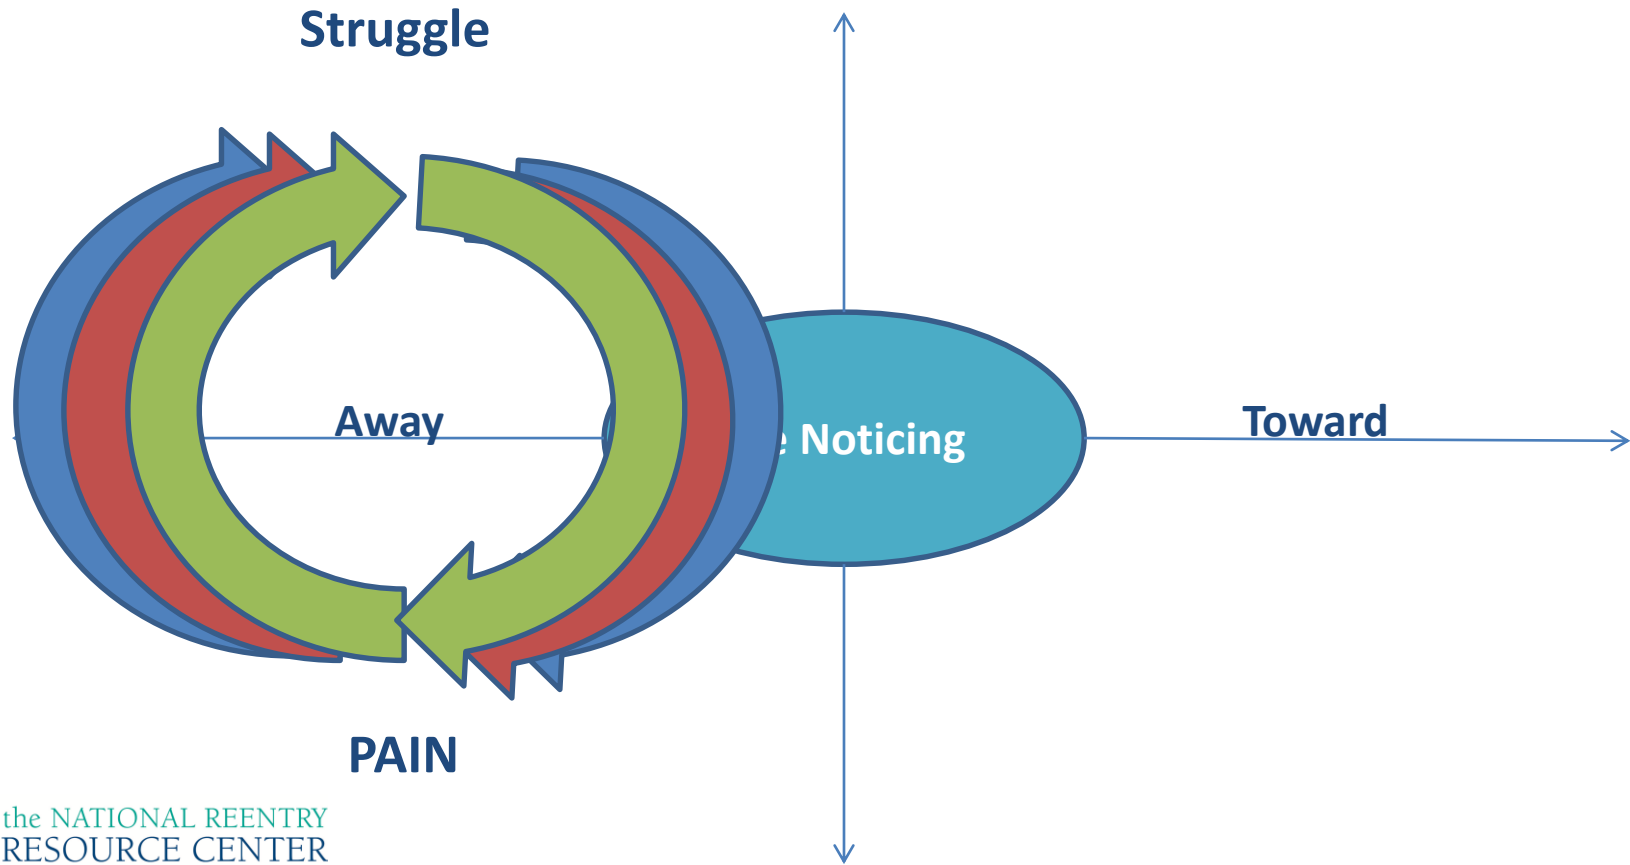 Struggle
Away
Noticing
Toward
PAIN
the NATIONAL REENTRY
RESOURCE CENTER